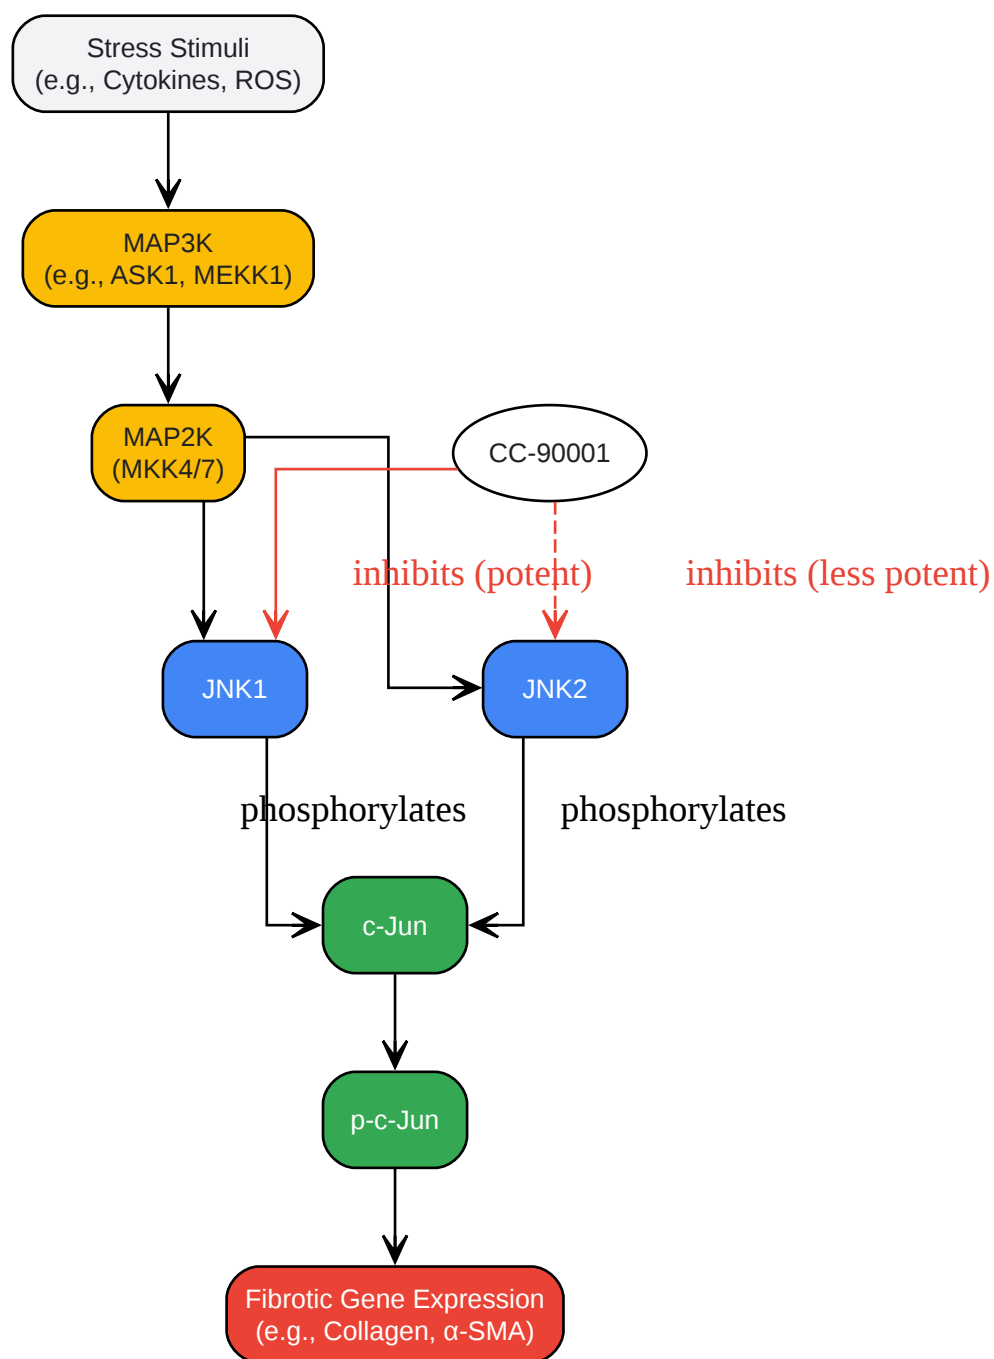 Stress Stimuli
(e.g., Cytokines, ROS)
MAP3K
(e.g., ASK1, MEKK1)
MAP2K
(MKK4/7)
CC-90001
inhibits (potent)
inhibits (less potent)
JNK1
JNK2
phosphorylates
phosphorylates
c-Jun
p-c-Jun
Fibrotic Gene Expression
(e.g., Collagen, α-SMA)